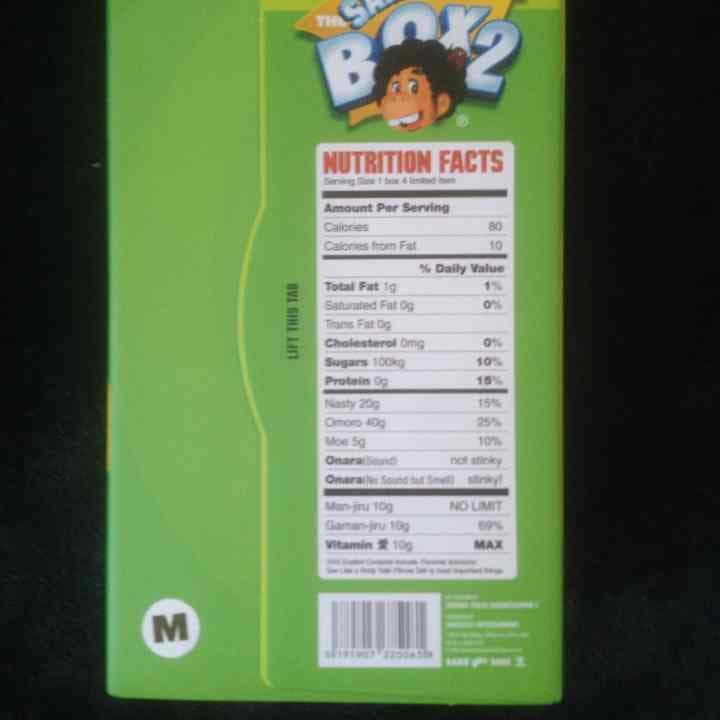 THE
BOX2
®
NUTRITION FACTS
Serving Size 1 box 4 limited item
Amount Per Serving
Calories 80
Calories from Fat 10
% Daily Value
Total Fat 1g 1%
Saturated Fat 0g 0%
Trans Fat 0g
Cholesterol 0mg 0%
Sugars 100kg 10%
Protein 0g 15%
Nasty 20g 15%
Omoro 40g 25%
Moe 5g 10%
Onara(Sound) not stinky
Onara(No Sound but Smell) stinky!
Man-jiru 10g NO LIMIT
Gaman-jiru 10g 69%
Vitamin 愛 10g MAX
LIFT THIS TAB
M